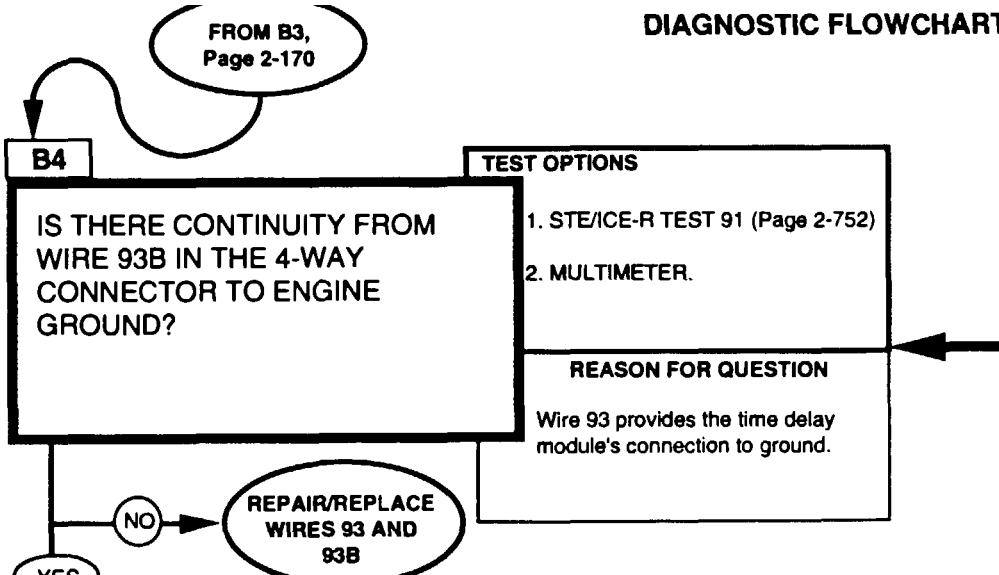 DIAGNOSTIC FLOWCHART
FROM B3,
Page 2-170
B4
IS THERE CONTINUITY FROM
WIRE 93B IN THE 4-WAY
CONNECTOR TO ENGINE
GROUND?
TEST OPTIONS
1. STE/ICE-R TEST 91 (Page 2-752)
2. MULTIMETER.
REASON FOR QUESTION
Wire 93 provides the time delay
module's connection to ground.
NO
REPAIR/REPLACE
WIRES 93 AND
93B
YES